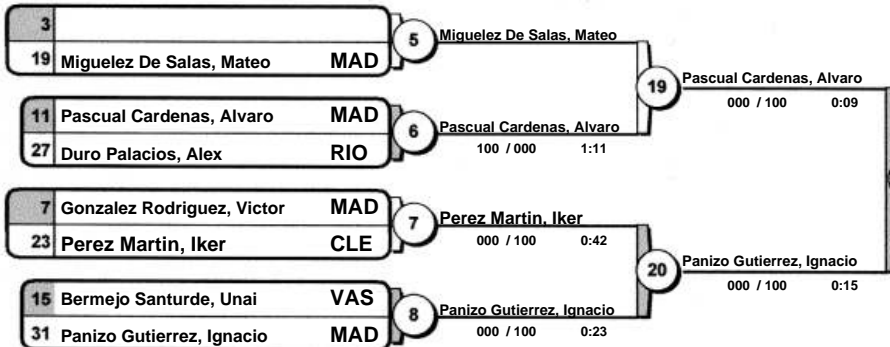 3
5 Miguelez De Salas, Mateo
19 Miguelez De Salas, Mateo MAD
19 Pascual Cardenas, Alvaro
000 / 100 0:09
11 Pascual Cardenas, Alvaro MAD
6 Pascual Cardenas, Alvaro
100 / 000 1:11
27 Duro Palacios, Alex RIO
7 Gonzalez Rodriguez, Victor MAD
7 Perez Martin, Iker
000 / 100 0:42
23 Perez Martin, Iker CLE
20 Panizo Gutierrez, Ignacio
000 / 100 0:15
15 Bermejo Santurde, Unai VAS
8 Panizo Gutierrez, Ignacio
000 / 100 0:23
31 Panizo Gutierrez, Ignacio MAD